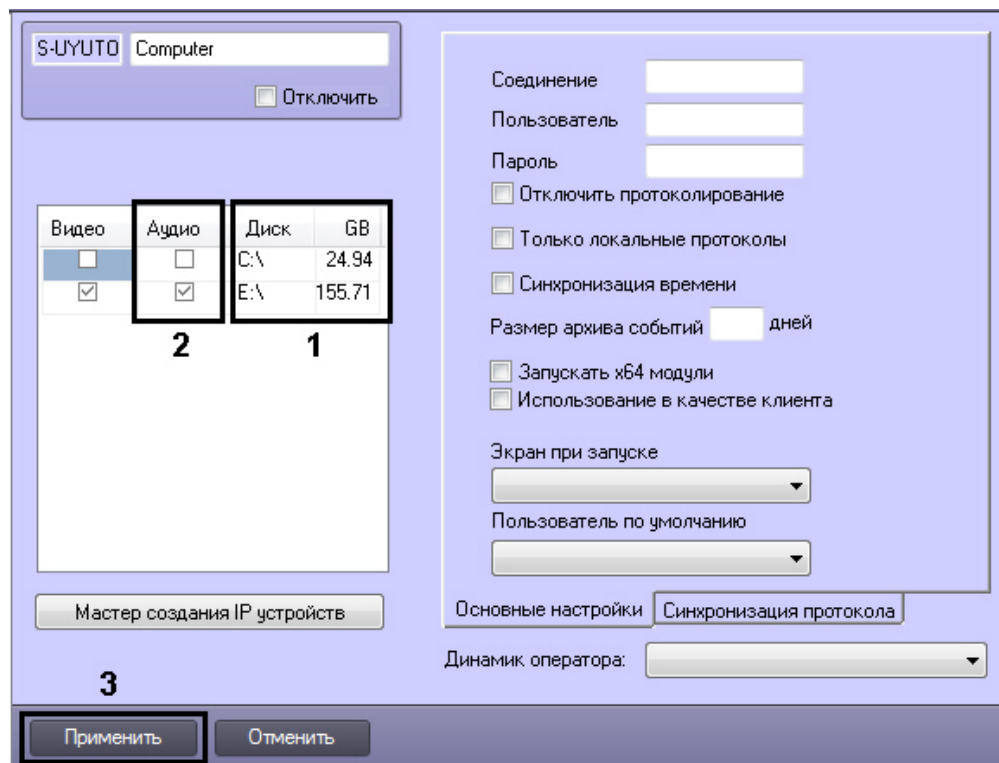 S-UYUTO Computer
Отключить
Видео Аудио Диск GB
C:\ 24.94
E:\ 155.71
2 1
Мастер создания IP устройств
Соединение
Пользователь
Пароль
Отключить протоколирование
Только локальные протоколы
Синхронизация времени
Размер архива событий дней
Запускать x64 модули
Использование в качестве клиента
Экран при запуске
Пользователь по умолчанию
Основные настройки Синхронизация протокола
Динамик оператора:
3
Применить Отменить